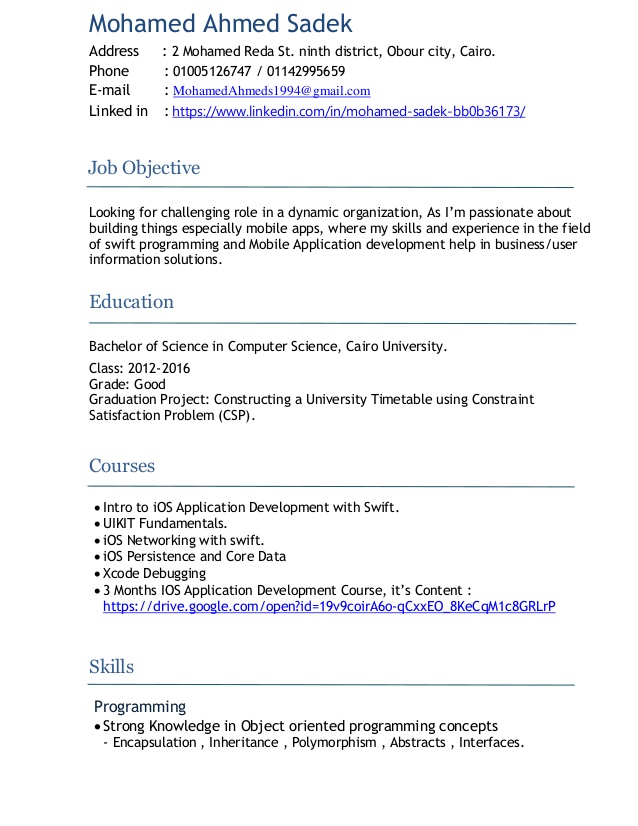 Mohamed Ahmed Sadek
Address : 2 Mohamed Reda St. ninth district, Obour city, Cairo.
Phone : 01005126747 / 01142995659
E-mail : MohamedAhmeds1994@gmail.com
Linked in : https://www.linkedin.com/in/mohamed-sadek-bb0b36173/
Job Objective
Looking for challenging role in a dynamic organization, As I’m passionate about
building things especially mobile apps, where my skills and experience in the field
of swift programming and Mobile Application development help in business/user
information solutions.
Education
Bachelor of Science in Computer Science, Cairo University.
Class: 2012-2016
Grade: Good
Graduation Project: Constructing a University Timetable using Constraint
Satisfaction Problem (CSP).
Courses
• Intro to iOS Application Development with Swift.
• UIKIT Fundamentals.
• iOS Networking with swift.
• iOS Persistence and Core Data
• Xcode Debugging
• 3 Months IOS Application Development Course, it’s Content :
https://drive.google.com/open?id=19v9coirA6o-qCxxEO_8KeCqM1c8GRLrP
Skills
Programming
• Strong Knowledge in Object oriented programming concepts
- Encapsulation , Inheritance , Polymorphism , Abstracts , Interfaces.